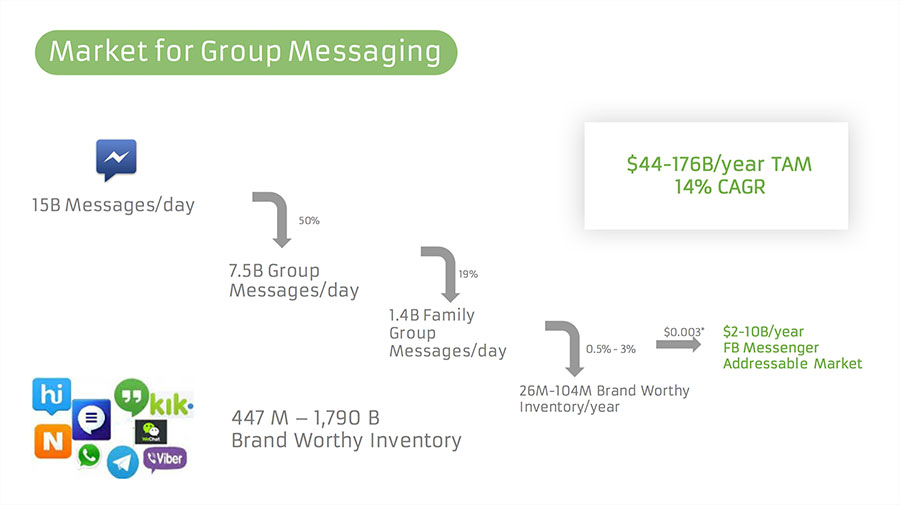 Market for Group Messaging
$44-176B/year TAM
14% CAGR
15B Messages/day
50%
7.5B Group
Messages/day
19%
1.4B Family
Group
Messages/day
0.5% - 3%
$0.003*
$2-10B/year
FB Messenger
Addressable Market
26M-104M Brand Worthy
Inventory/year
hi
kik·
N
WeChat
Viber
447 M – 1,790 B
Brand Worthy Inventory